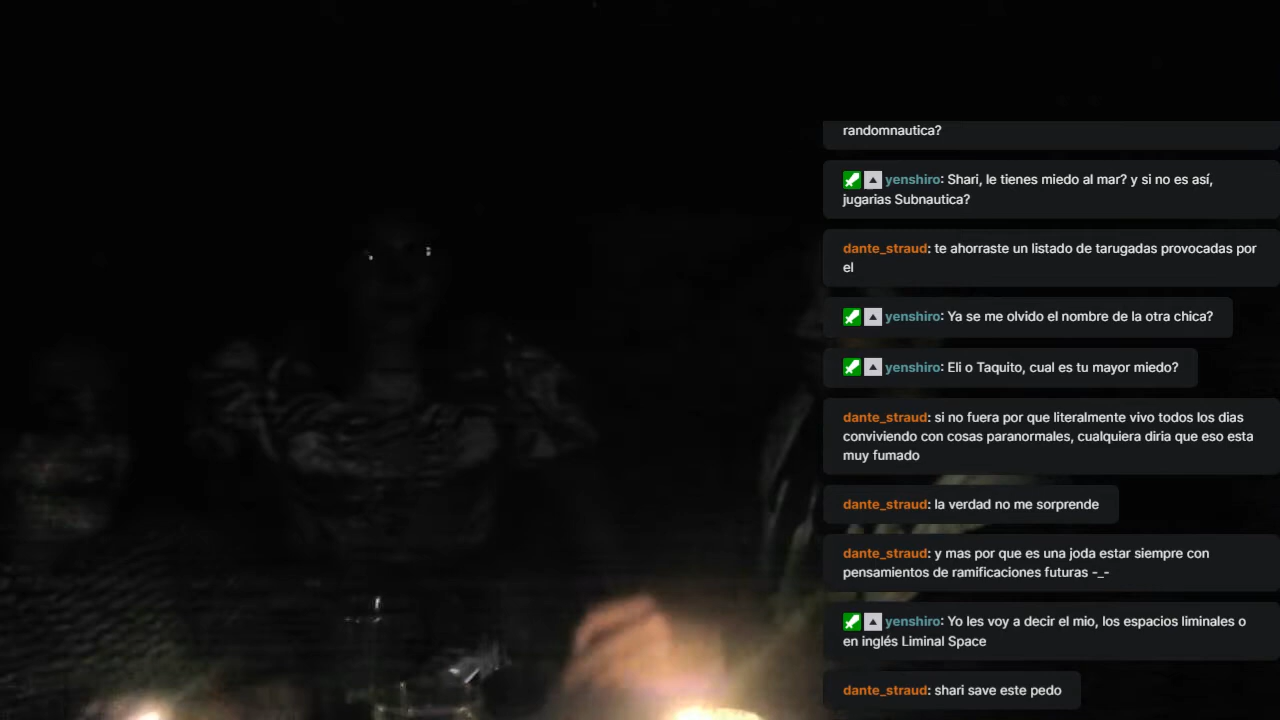 randomnautica?
yenshiro: Shari, le tienes miedo al mar? y si no es así,
jugarias Subnautica?
dante_straud: te ahorraste un listado de tarugadas provocadas por
el
yenshiro: Ya se me olvido el nombre de la otra chica?
yenshiro: Eli o Taquito, cual es tu mayor miedo?
dante_straud: si no fuera por que literalmente vivo todos los dias
conviviendo con cosas paranormales, cualquiera diria que eso esta
muy fumado
dante_straud: la verdad no me sorprende
dante_straud: y mas por que es una joda estar siempre con
pensamientos de ramificaciones futuras -_-
yenshiro: Yo les voy a decir el mio, los espacios liminales o
en inglés Liminal Space
dante_straud: shari save este pedo